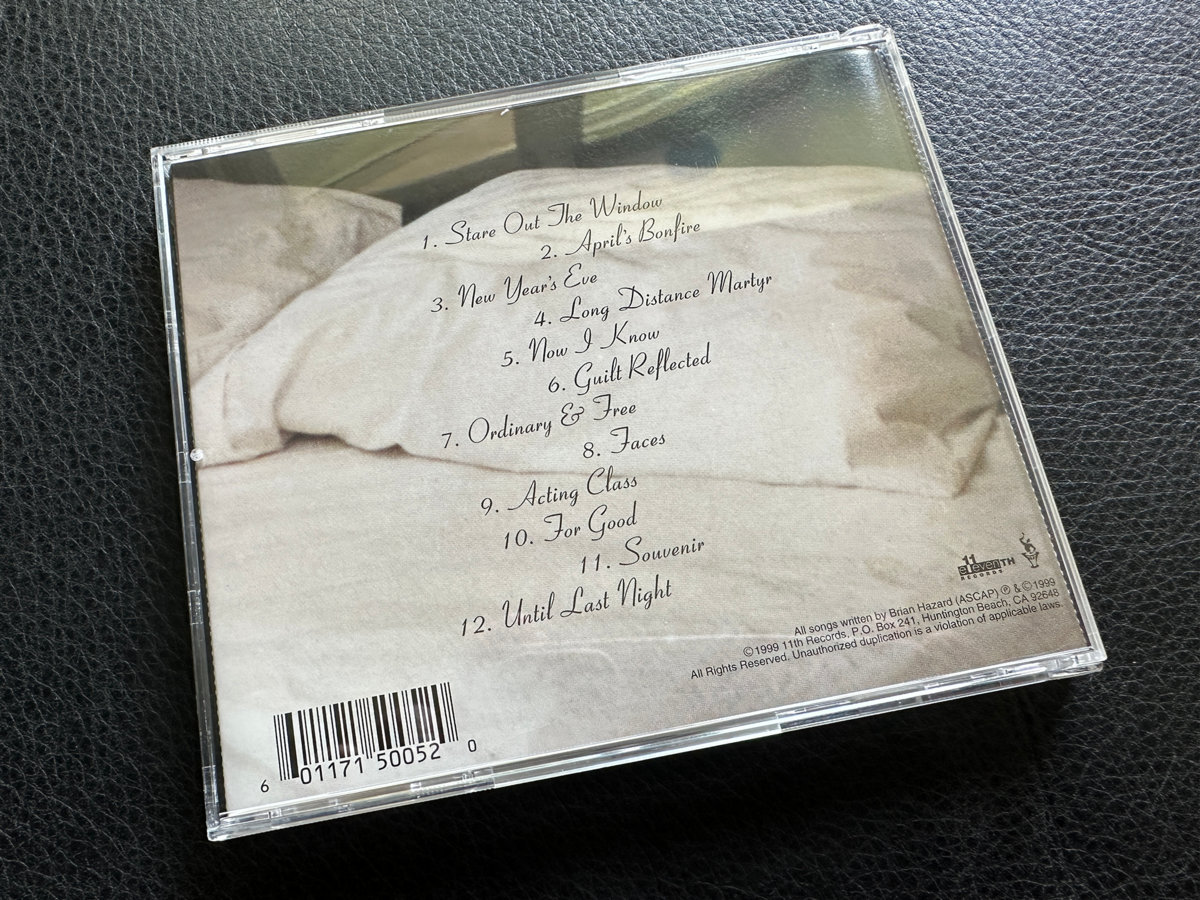 1. Stare Out The Window
2. April's Bonfire
3. New Year's Eve
4. Long Distance Martyr
5. Now I Know
6. Guilt Reflected
7. Ordinary & Free
8. Faces
9. Acting Class
10. For Good
11. Souvenir
12. Until Last Night
11
elevenTH
RECORDS
All songs written by Brian Hazard (ASCAP) ℗ & ©1999
©1999 11th Records, P.O. Box 241, Huntington Beach, CA 92648
All Rights Reserved. Unauthorized duplication is a violation of applicable laws.
6 01171 50052 0